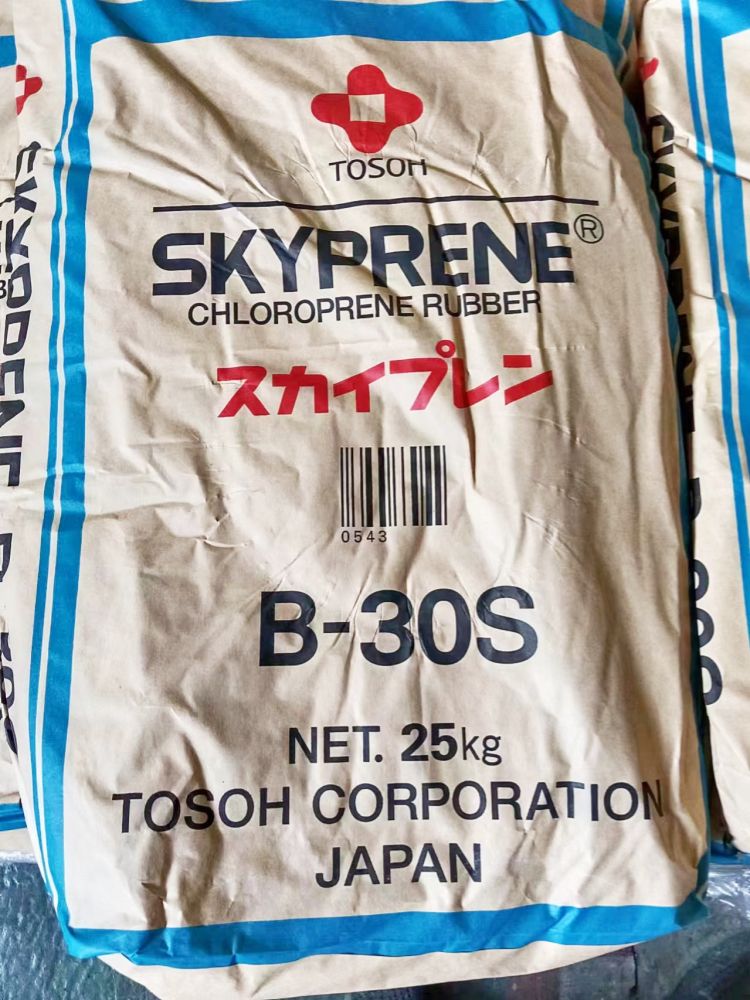 TOSOH
SKYPRENE®
CHLOROPRENE RUBBER
スカイプレン
0543
B-30S
NET. 25kg
TOSOH CORPORATION
JAPAN